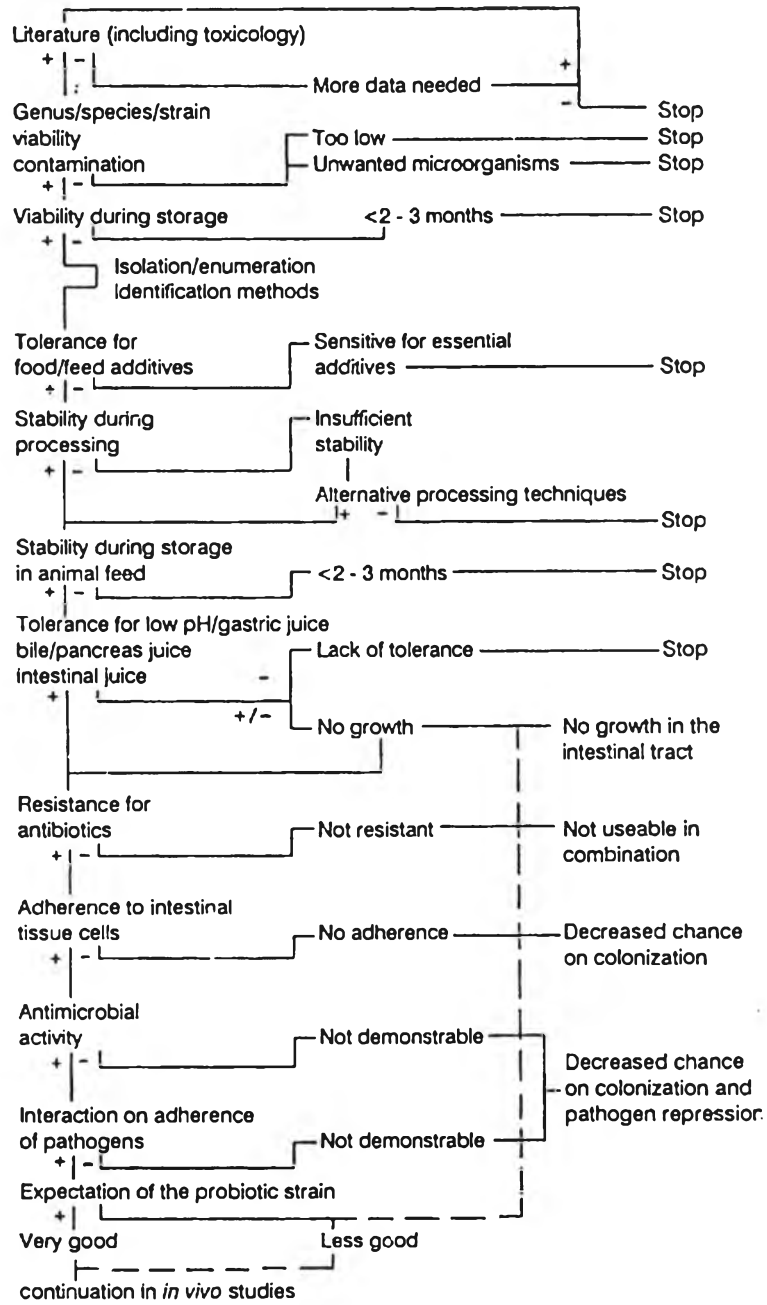 Literature (including toxicology)
+ -
More data needed
+
-
Stop
Genus/species/strain
viability
contamination
+ -
Too low
Stop
Unwanted microorganisms
Stop
Viability during storage
<2 - 3 months
Stop
+ -
Isolation/enumeration
identification methods
Tolerance for
food/feed additives
+ -
Sensitive for essential
additives
Stop
Stability during
processing
+ -
Insufficient
stability
Alternative processing techniques
+ -
Stop
Stability during storage
in animal feed
+ -
<2 - 3 months
Stop
Tolerance for low pH/gastric juice
bile/pancreas juice
intestinal juice
+
-
+/-
Lack of tolerance
Stop
No growth
No growth in the
intestinal tract
Resistance for
antibiotics
+ -
Not resistant
Not useable in
combination
Adherence to intestinal
tissue cells
+ -
No adherence
Decreased chance
on colonization
Antimicrobial
activity
+ -
Not demonstrable
Decreased chance
on colonization and
pathogen repression
Interaction on adherence
of pathogens
+ -
Not demonstrable
Expectation of the probiotic strain
+
Very good
Less good
continuation in in vivo studies